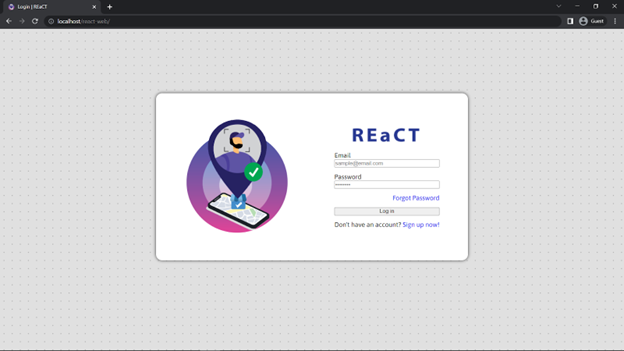 Login | REaCT
localhost/react-web/
Guest
REaCT
Email
sample@email.com
Password
••••••••
Forgot Password
Log in
Don't have an account? Sign up now!